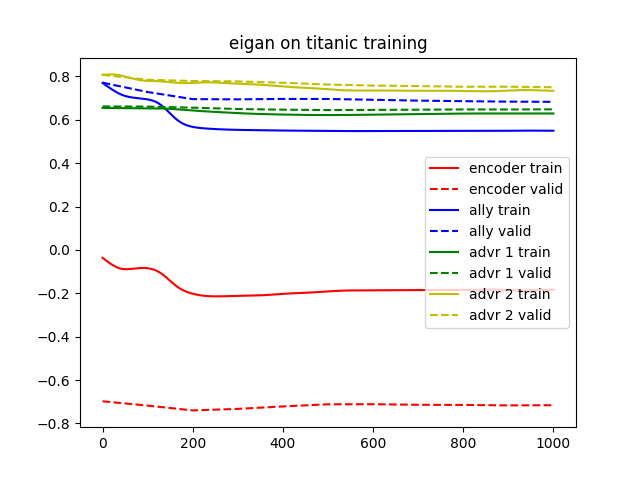 eigan on titanic training
0.8
0.6
0.4
0.2
0.0
−0.2
−0.4
−0.6
−0.8
0 200 400 600 800 1000
encoder train
encoder valid
ally train
ally valid
advr 1 train
advr 1 valid
advr 2 train
advr 2 valid